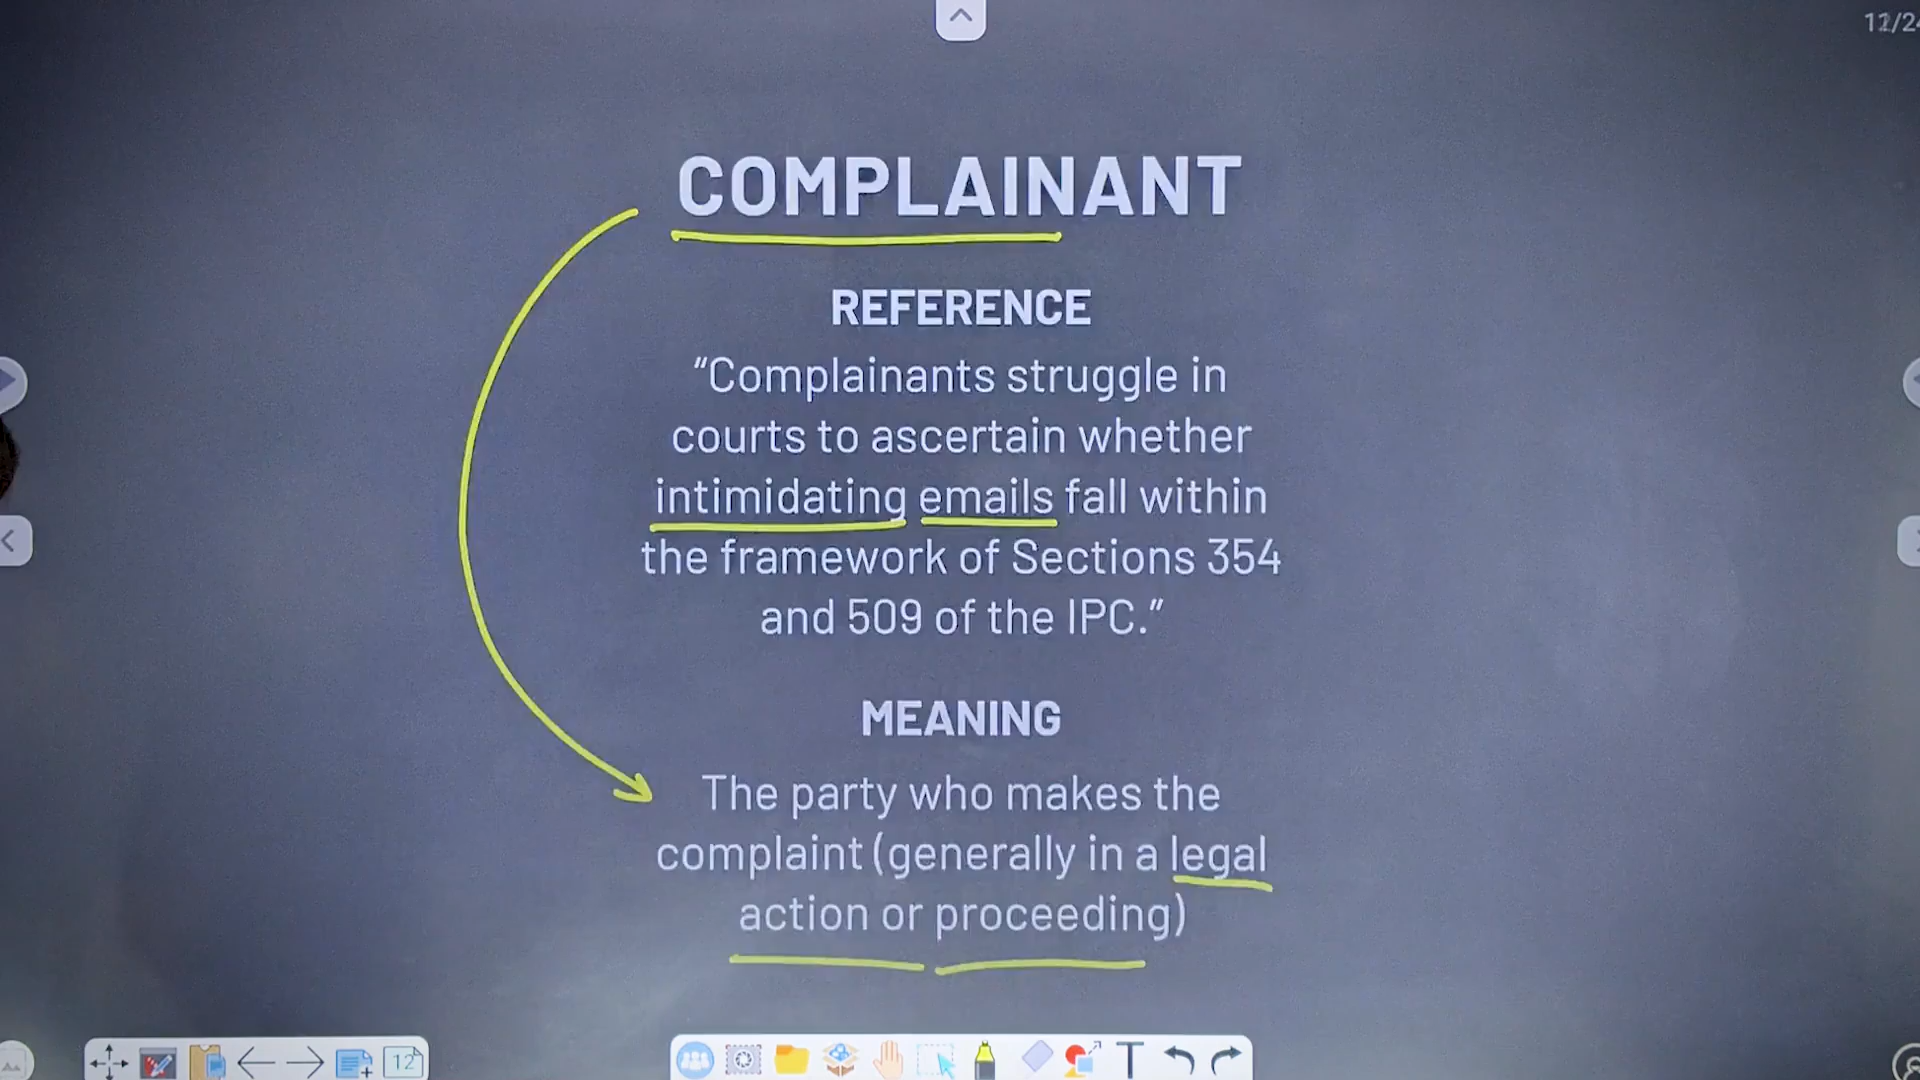 COMPLAINANT
REFERENCE
“Complainants struggle in
courts to ascertain whether
intimidating emails fall within
the framework of Sections 354
and 509 of the IPC.”
MEANING
The party who makes the
complaint (generally in a legal
action or proceeding)
12
T